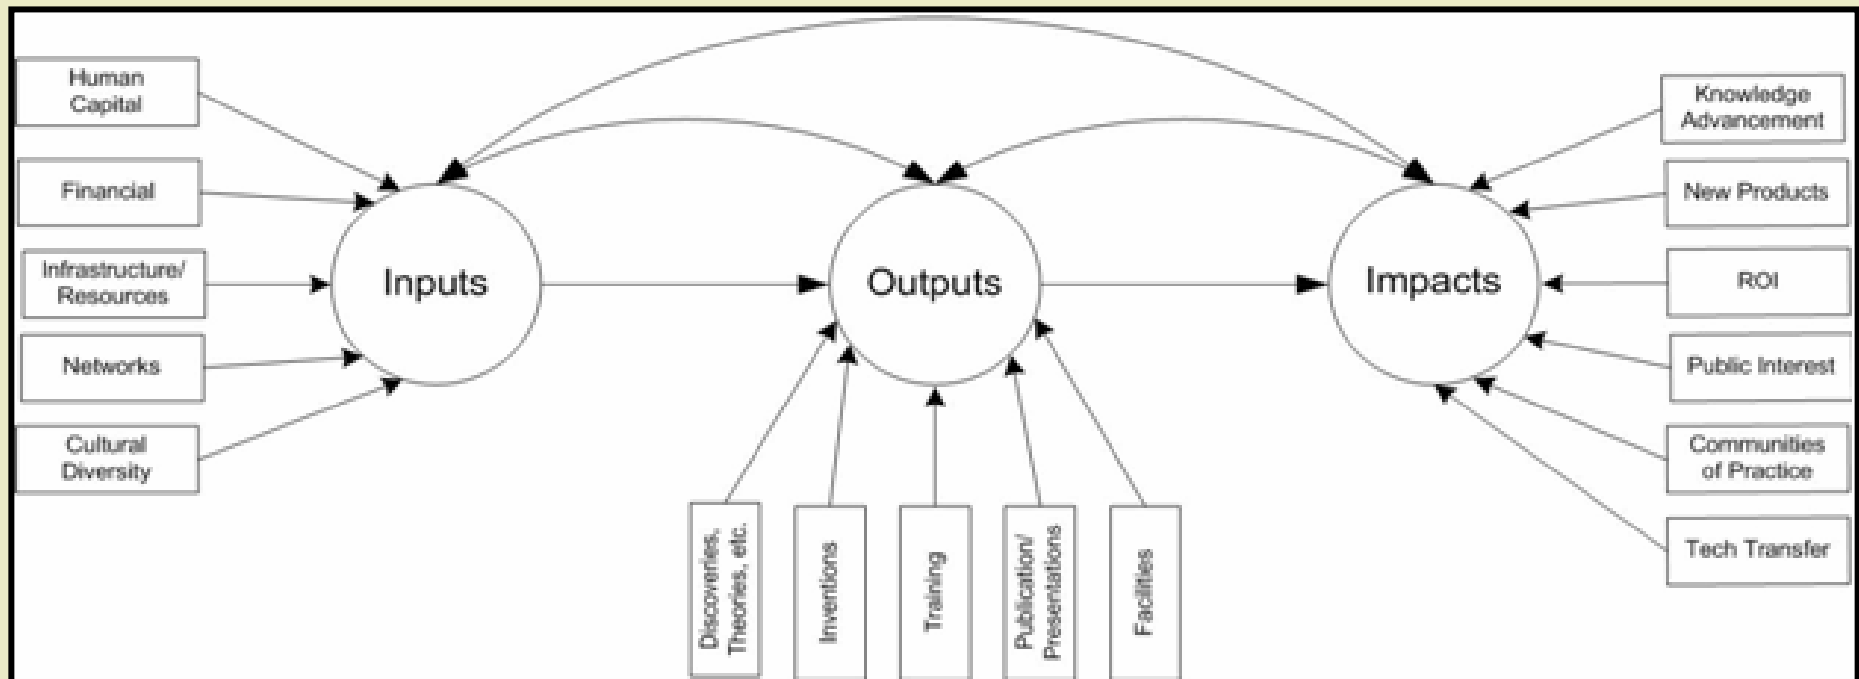 Human
Capital
Financial
Infrastructure/
Resources
Networks
Cultural
Diversity
Inputs
Outputs
Impacts
Discoveries,
Theories, etc.
Inventions
Training
Publication/
Presentations
Facilities
Knowledge
Advancement
New Products
ROI
Public Interest
Communities
of Practice
Tech Transfer